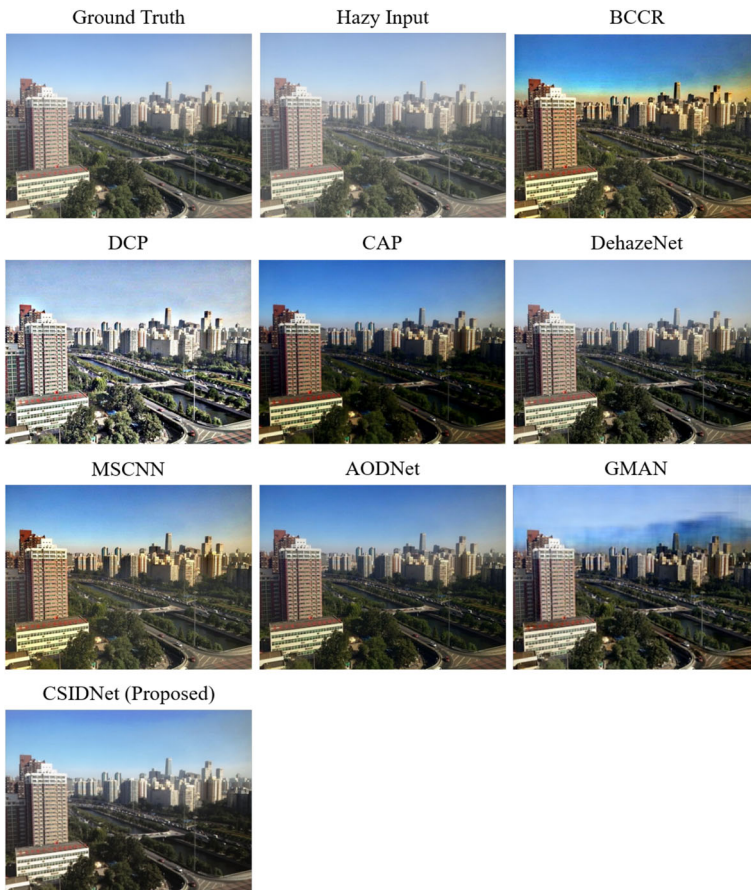 Ground Truth
Hazy Input
BCCR
DCP
CAP
DehazeNet
MSCNN
AODNet
GMAN
CSIDNet (Proposed)